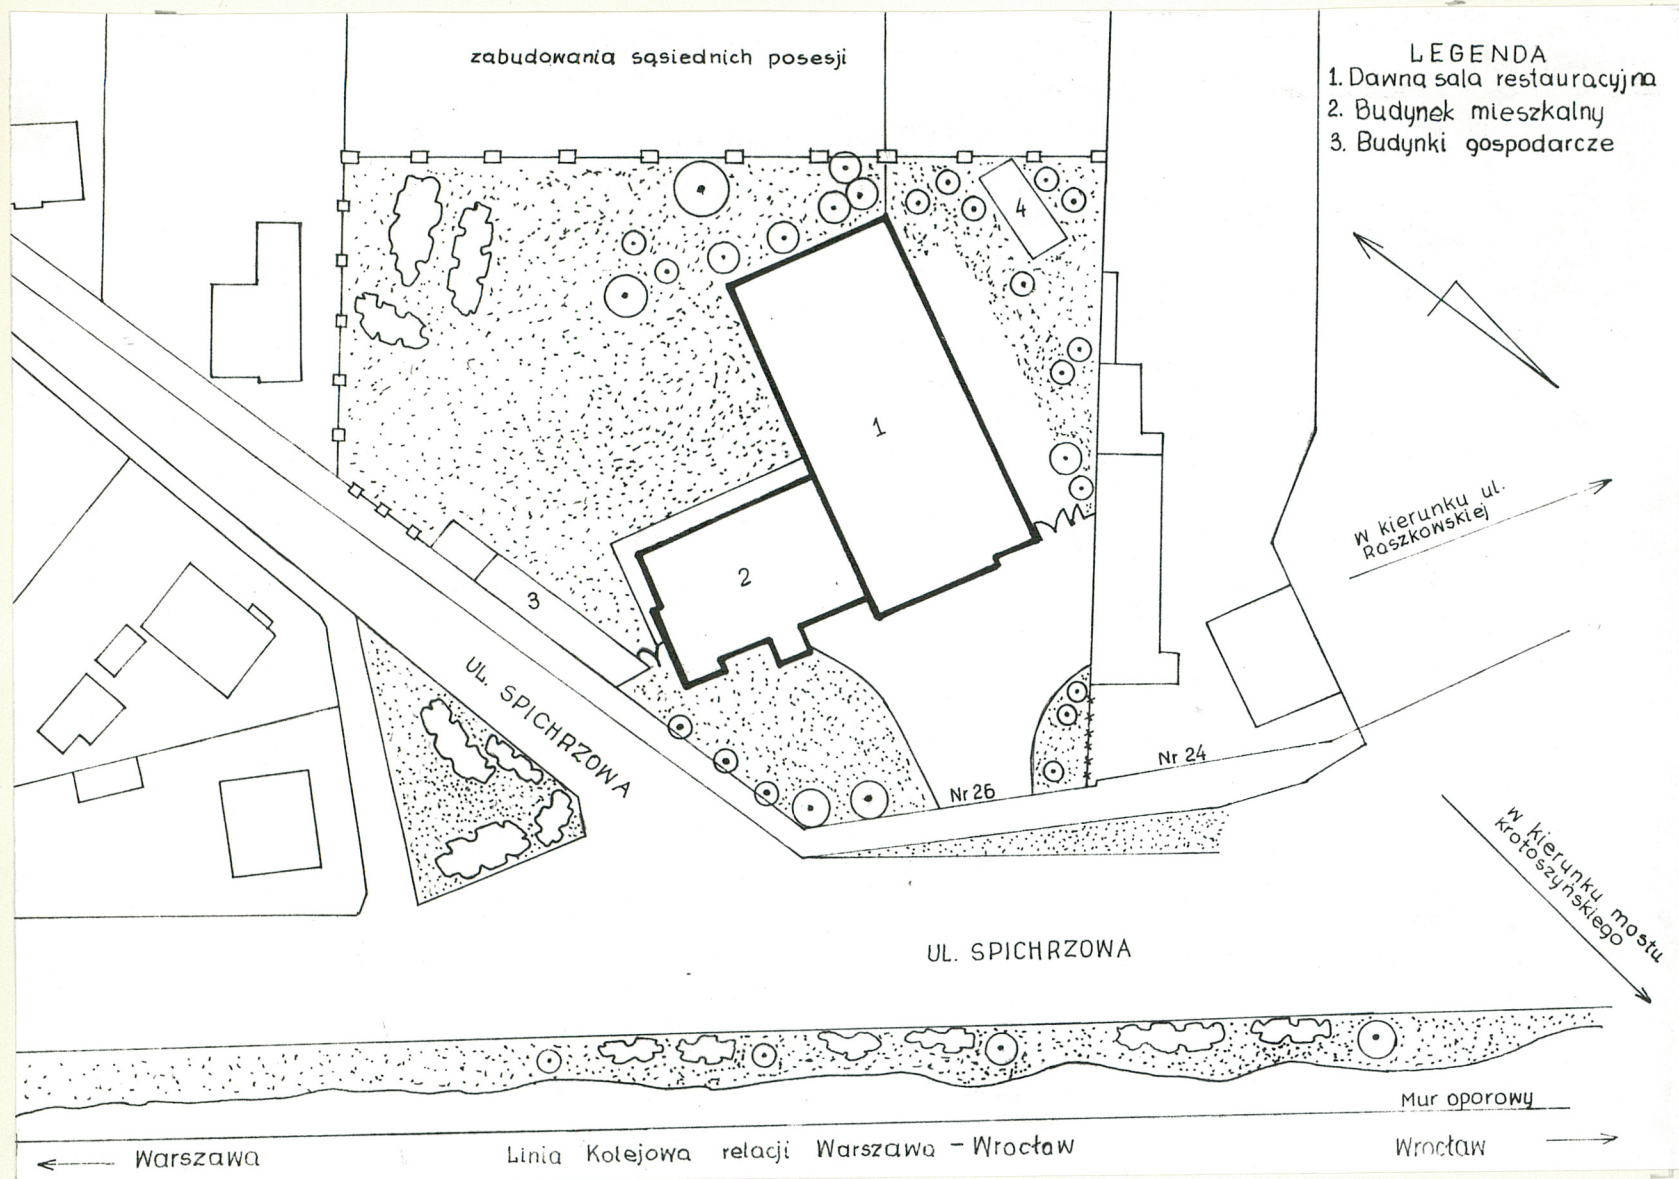 zabudowania sąsiednich posesji
LEGENDA
1. Dawna sala restauracyjna
2. Budynek mieszkalny
3. Budynki gospodarcze
4
1
2
3
w kierunku ul.
Raszkowskiej
UL. SPICHRZOWA
Nr 26
Nr 24
w kierunku mostu
Krotoszyńskiego
UL. SPICHRZOWA
Mur oporowy
Warszawa
Linia Kolejowa relacji Warszawa - Wrocław
Wrocław